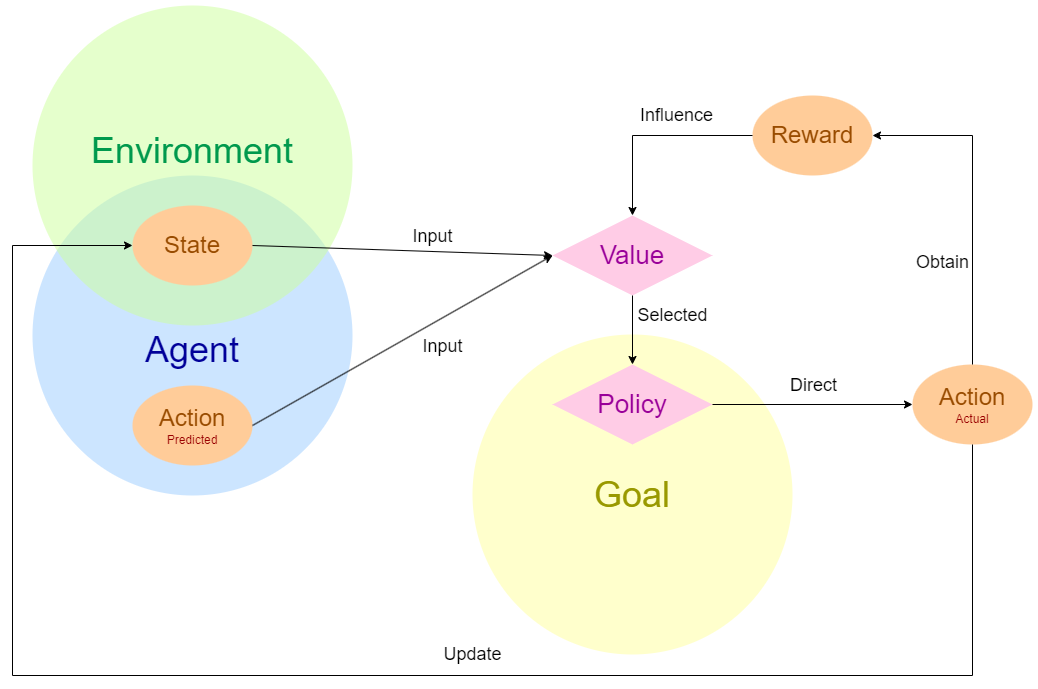 Environment
State
Agent
Action
Predicted
Input
Input
Influence
Reward
Value
Selected
Policy
Goal
Direct
Obtain
Action
Actual
Update